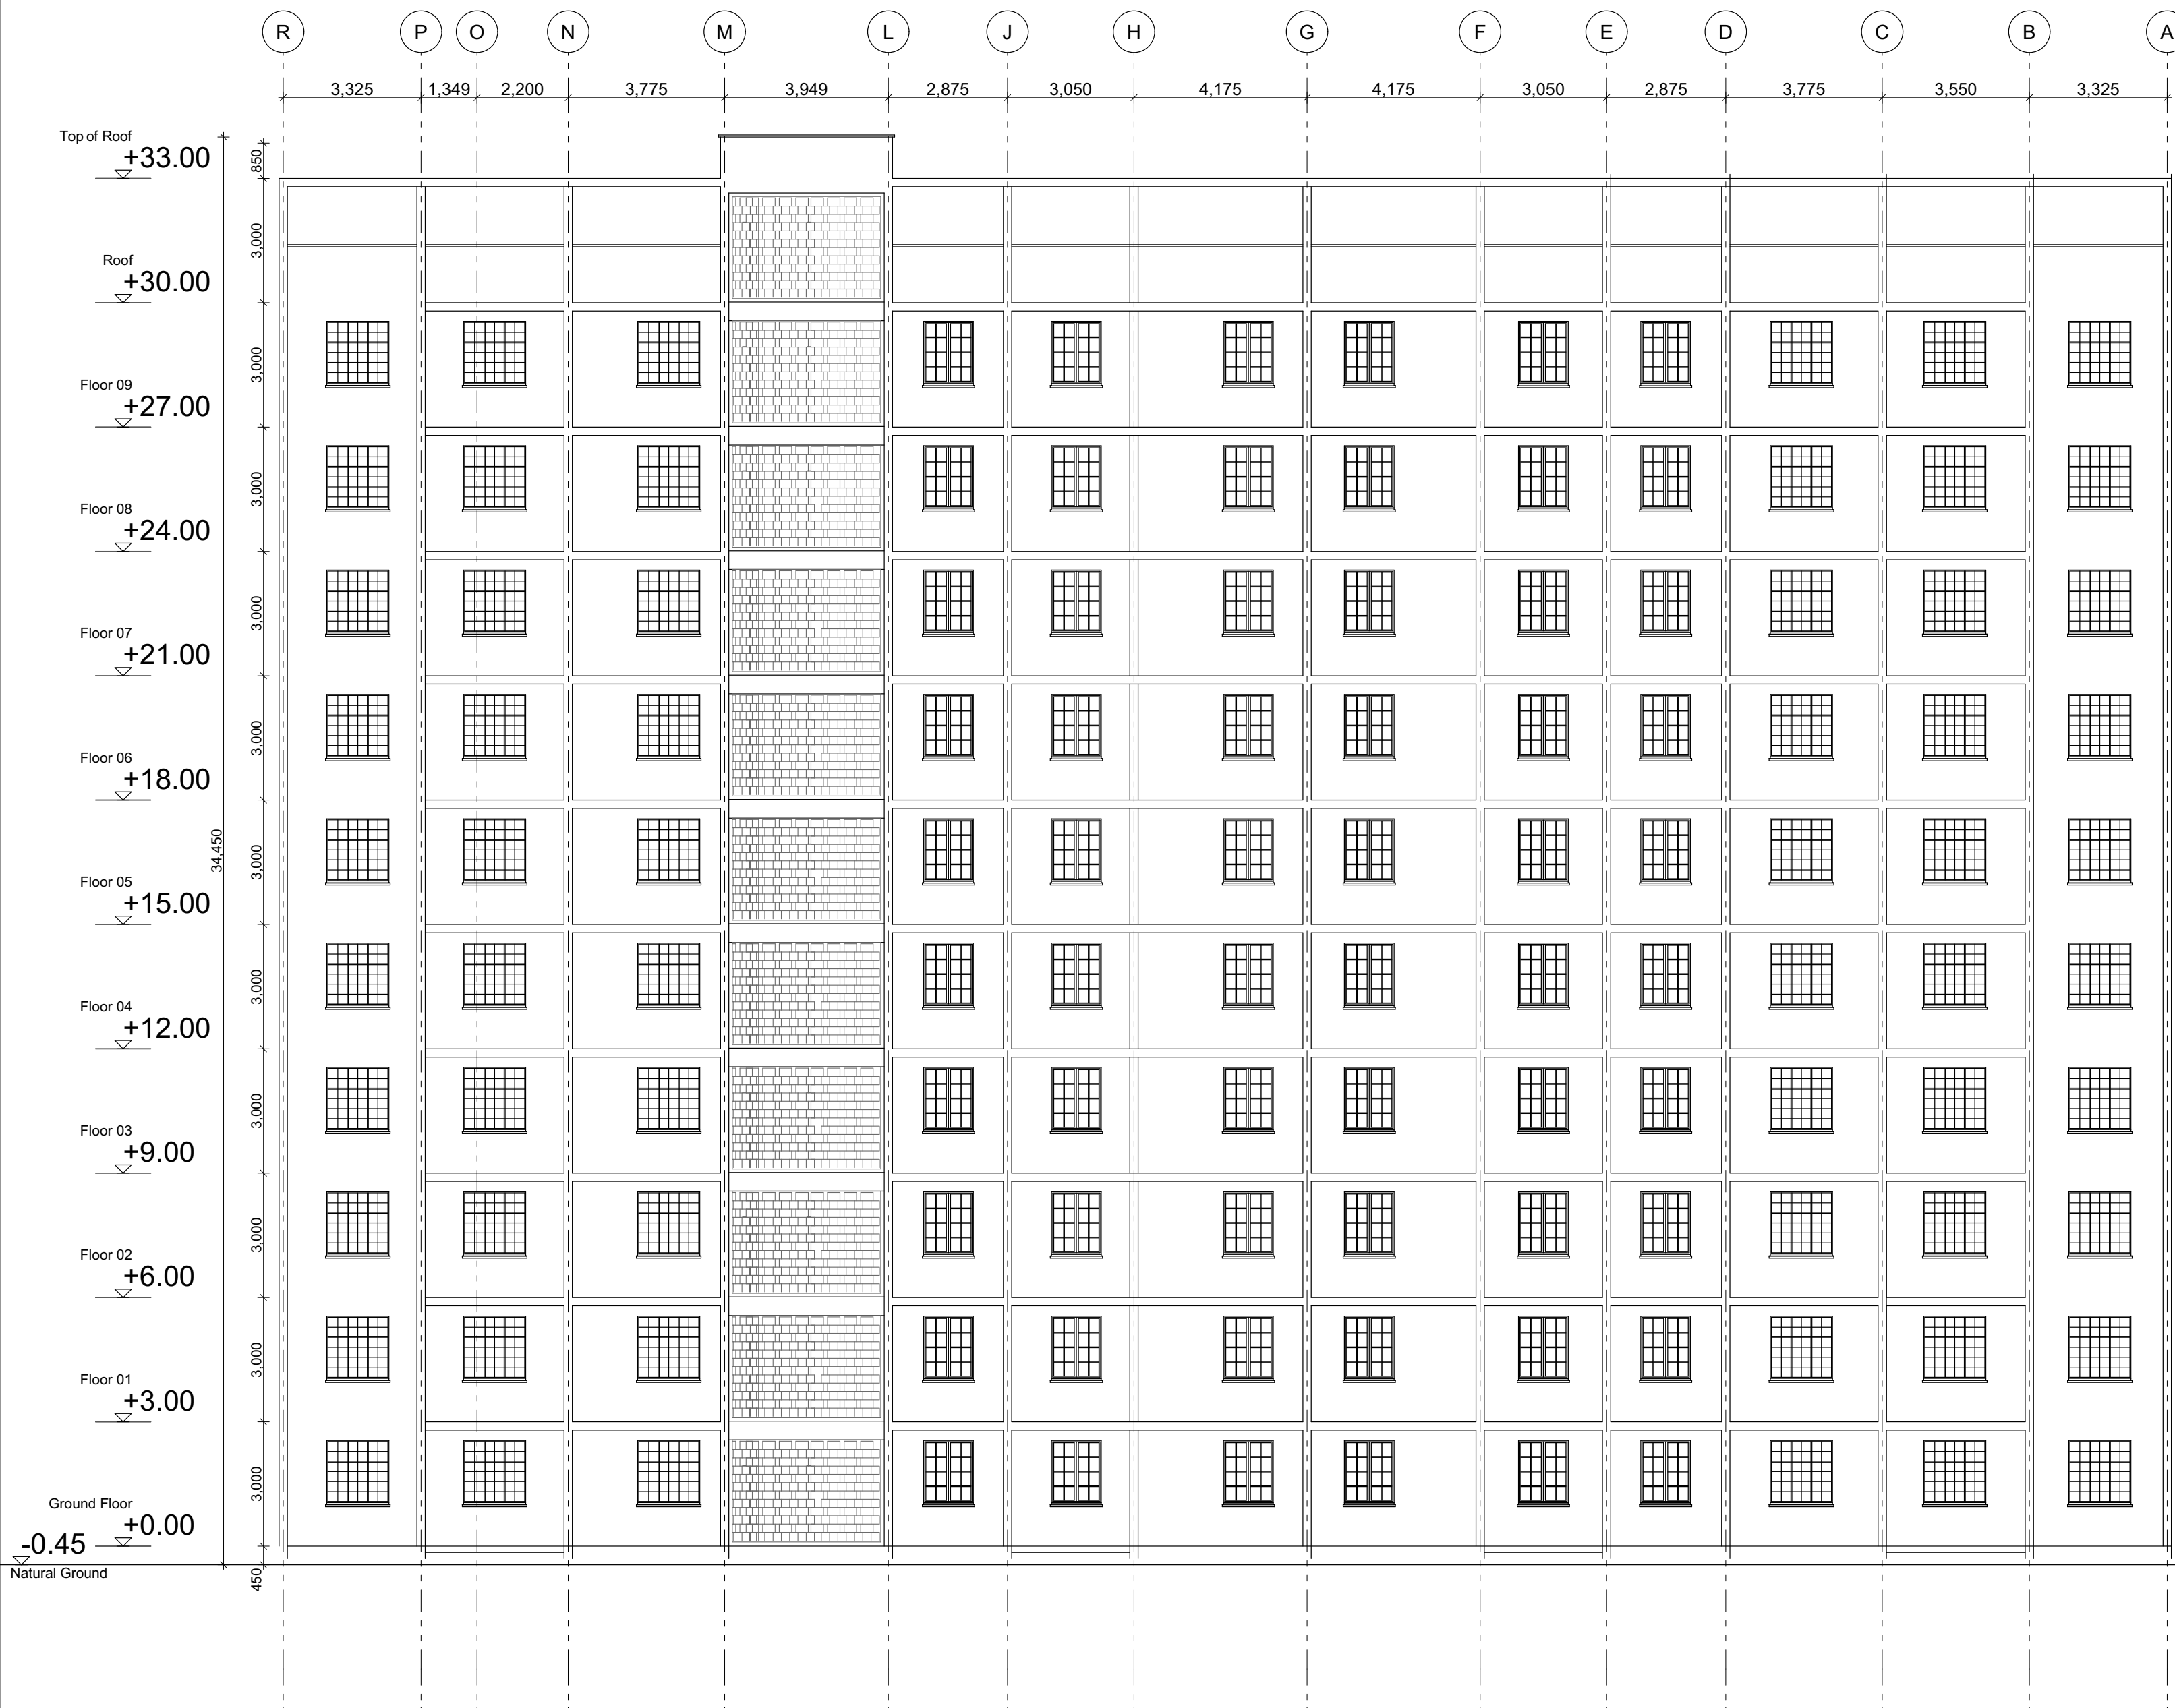 R P O N M L J H G F E D C B A
3,325 1,349 2,200 3,775 3,949 2,875 3,050 4,175 4,175 3,050 2,875 3,775 3,550 3,325
Top of Roof
+33.00
850
3,000
Roof
+30.00
3,000
Floor 09
+27.00
3,000
Floor 08
+24.00
3,000
Floor 07
+21.00
3,000
Floor 06
+18.00
34,450
3,000
Floor 05
+15.00
3,000
Floor 04
+12.00
3,000
Floor 03
+9.00
3,000
Floor 02
+6.00
3,000
Floor 01
+3.00
3,000
Ground Floor
+0.00
-0.45
Natural Ground
450